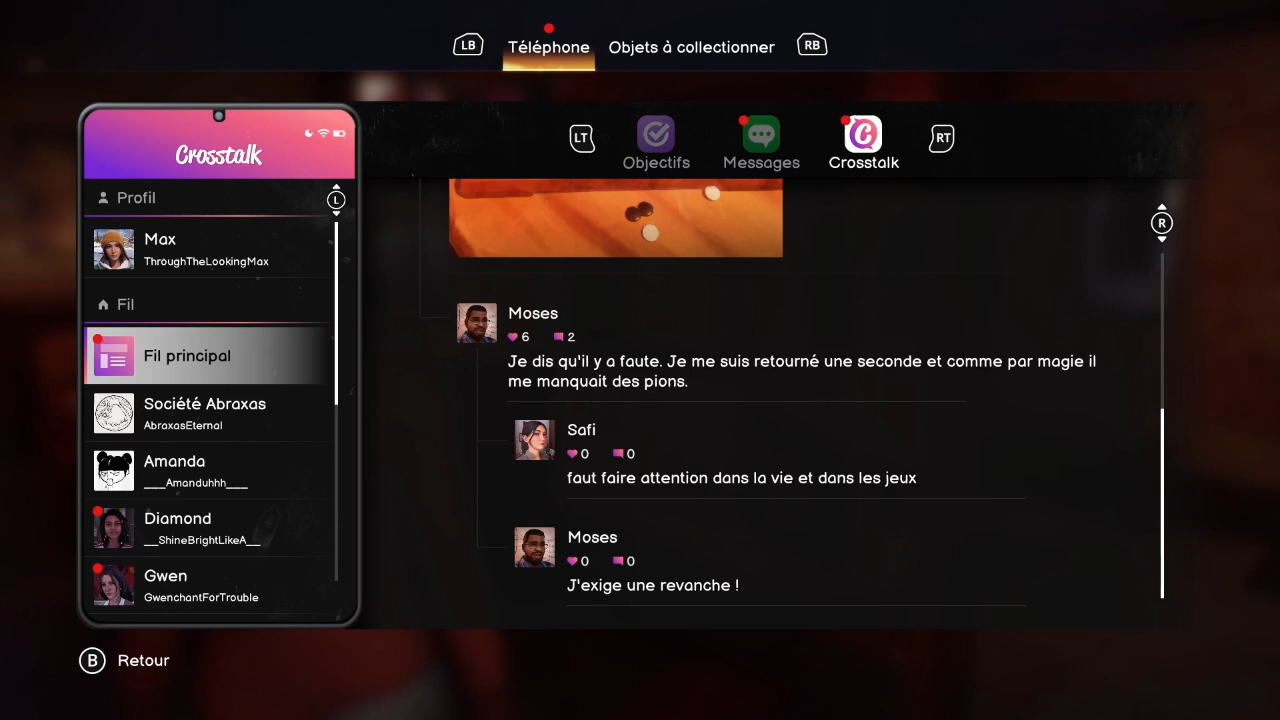 LB
Téléphone
Objets à collectionner
RB
Crosstalk
Profil
L
Max
ThroughTheLookingMax
Fil
Fil principal
Société Abraxas
AbraxasEternal
Amanda
___Amanduhhh___
Diamond
__ShineBrightLikeA__
Gwen
GwenchantForTrouble
LT
Objectifs
Messages
Crosstalk
RT
R
Moses
6 2
Je dis qu'il y a faute. Je me suis retourné une seconde et comme par magie il
me manquait des pions.
Safi
0 0
faut faire attention dans la vie et dans les jeux
Moses
0 0
J'exige une revanche !
B Retour